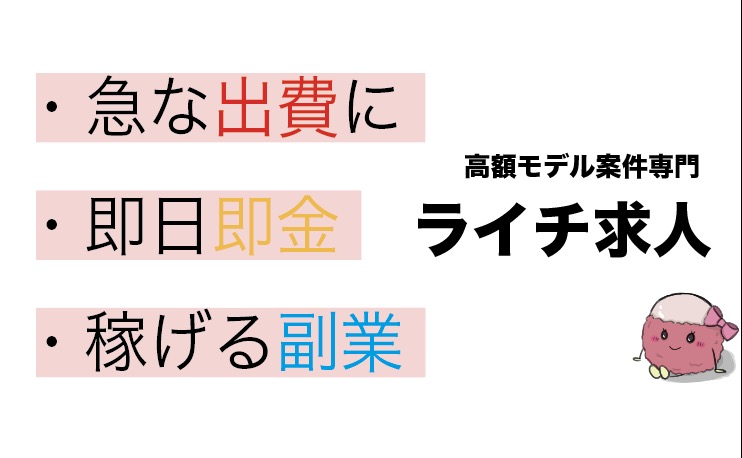 ・急な出費に
・即日即金
・稼げる副業
高額モデル案件専門
ライチ求人